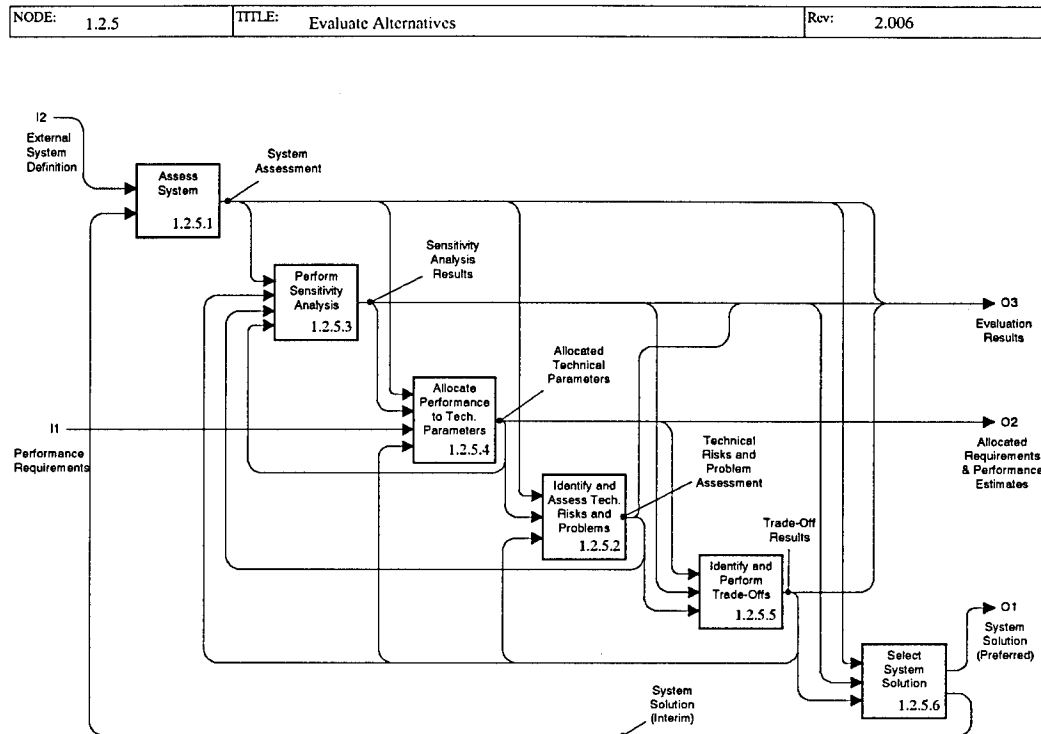 NODE: 1.2.5 TITLE: Evaluate Alternatives Rev: 2.006
I2
External
System
Definition
System
Assessment
Assess
System
1.2.5.1
Sensitivity
Analysis
Results
Perform
Sensitivity
Analysis
1.2.5.3
O3
Evaluation
Results
Allocated
Technical
Parameters
Allocate
Performance
to Tech.
Parameters
1.2.5.4
I1
Performance
Requirements
O2
Allocated
Requirements
& Performance
Estimates
Technical
Risks and
Problem
Assessment
Identify and
Assess Tech.
Risks and
Problems
1.2.5.2
Trade-Off
Results
Identify and
Perform
Trade-Offs
1.2.5.5
O1
System
Solution
(Preferred)
Select
System
Solution
1.2.5.6
System
Solution
(Interim)